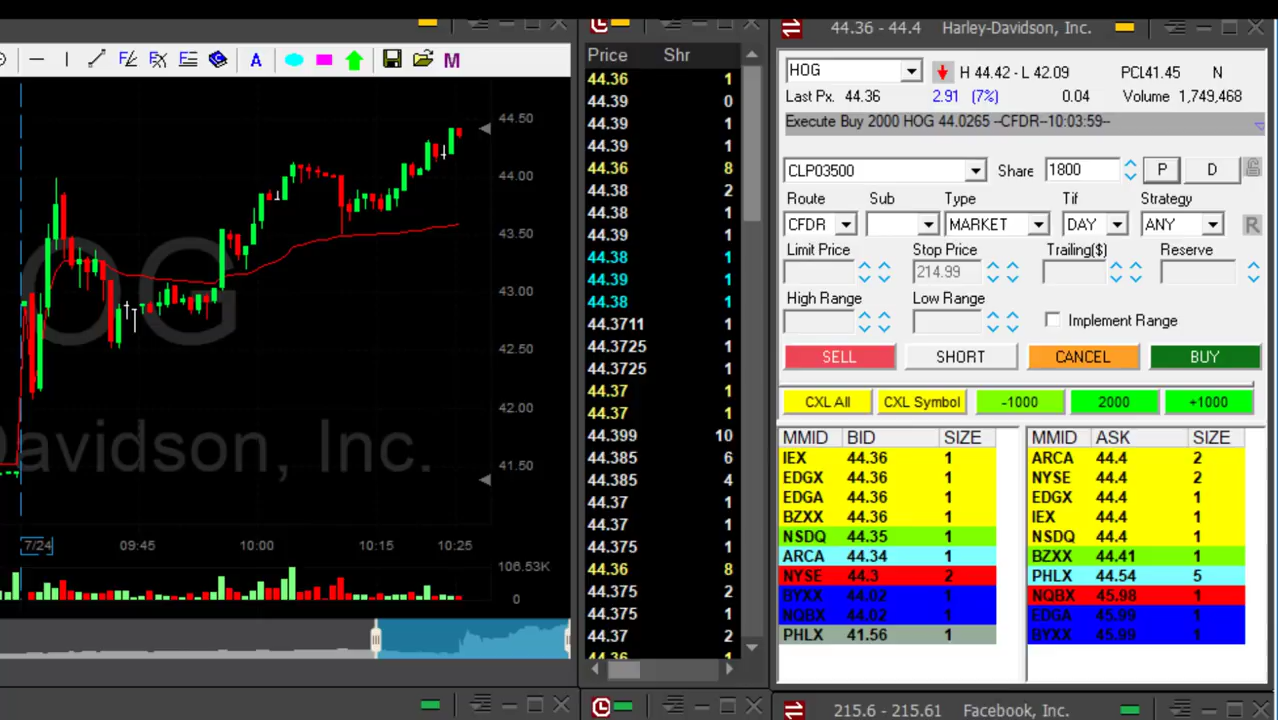 44.36 - 44.4 Harley-Davidson, Inc.
A M
Price Shr
HOG H 44.42 - L 42.09 PCL41.45 N
Last Px. 44.36 2.91 (7%) 0.04 Volume 1,749,468
Execute Buy 2000 HOG 44.0265 --CFDR--10:03:59--
CLP03500 Share 1800 P D
Route Sub Type Tif Strategy
CFDR MARKET DAY ANY R
Limit Price Stop Price Trailing($) Reserve
214.99
High Range Low Range
Implement Range
SELL SHORT CANCEL BUY
CXL All CXL Symbol -1000 2000 +1000
MMID BID SIZE MMID ASK SIZE
IEX 44.36 1 ARCA 44.4 2
EDGX 44.36 1 NYSE 44.4 2
EDGA 44.36 1 EDGX 44.4 1
BZXX 44.36 1 IEX 44.4 1
NSDQ 44.35 1 NSDQ 44.4 1
ARCA 44.34 1 BZXX 44.41 1
NYSE 44.3 2 PHLX 44.54 5
BYXX 44.02 1 NQBX 45.98 1
NQBX 44.02 1 EDGA 45.99 1
PHLX 41.56 1 BYXX 45.99 1
44.36 1
44.39 0
44.39 1
44.39 1
44.36 8
44.38 2
44.38 1
44.39 1
44.38 1
44.39 1
44.38 1
44.3711 1
44.3725 1
44.3725 1
44.37 1
44.37 1
44.399 10
44.385 6
44.385 4
44.37 1
44.37 1
44.375 1
44.36 8
44.375 2
44.375 1
44.37 2
44.36 1
44.50
44.00
43.50
43.00
42.50
42.00
41.50
OG
Davidson, Inc.
7/24 09:45 10:00 10:15 10:25
106.53K
0
215.6 - 215.61 Facebook, Inc.